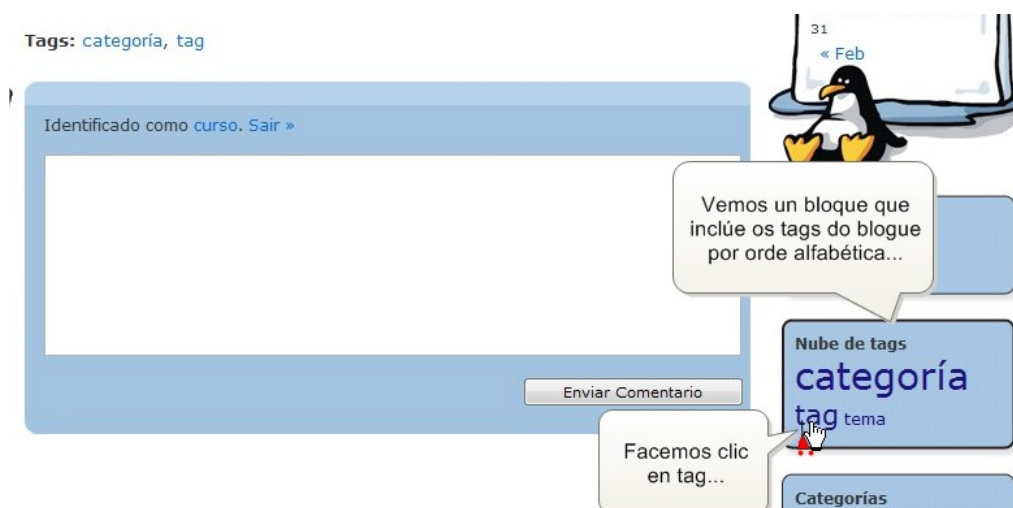 Tags: categoría, tag
31
« Feb
Identificado como curso. Sair »
Vemos un bloque que
inclúe os tags do blogue
por orde alfabética...
Enviar Comentario
Nube de tags
categoría
tag tema
Facemos clic
en tag...
Categorías